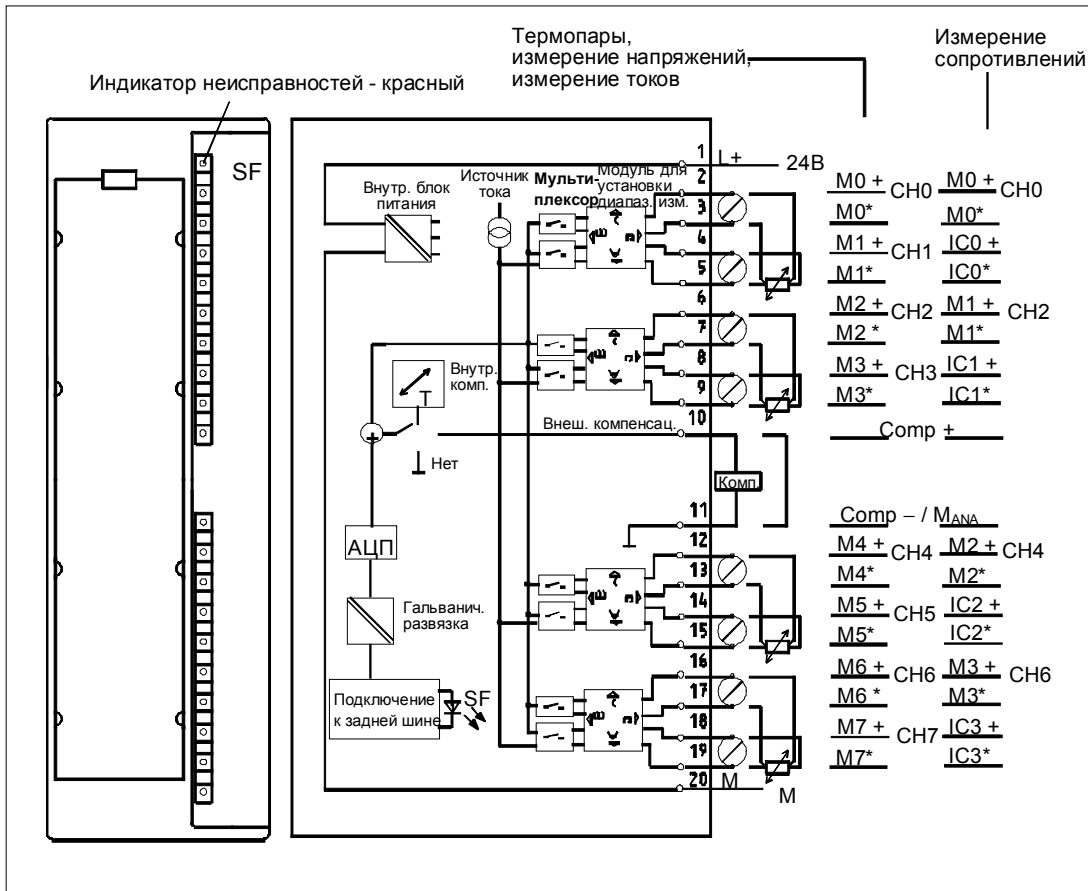 Термопары,
измерение напряжений,
измерение токов
Измерение
сопротивлений
Индикатор неисправностей - красный
SF
1
L+
24В
2
3
4
5
6
7
8
9
10
11
12
13
14
15
16
17
18
19
20
M
M
Внутр. блок
питания
Источник
тока
Мульти-
плексор
Модуль для
установки
диапаз. изм.
Внутр.
комп.
T
Внеш. компенсац.
Нет
Комп.
АЦП
Гальванич.
развязка
Подключение
к задней шине
SF
M0 + CH0 M0 + CH0
M0* M0*
M1 + CH1 IC0 +
M1* IC0*
M2 + CH2 M1 + CH2
M2 * M1*
M3 + CH3 IC1 +
M3* IC1*
Comp +
Comp – / MANA
M4 + CH4 M2 + CH4
M4* M2*
M5 + CH5 IC2 +
M5* IC2*
M6 + CH6 M3 + CH6
M6 * M3*
M7 + CH7 IC3 +
M7* IC3*